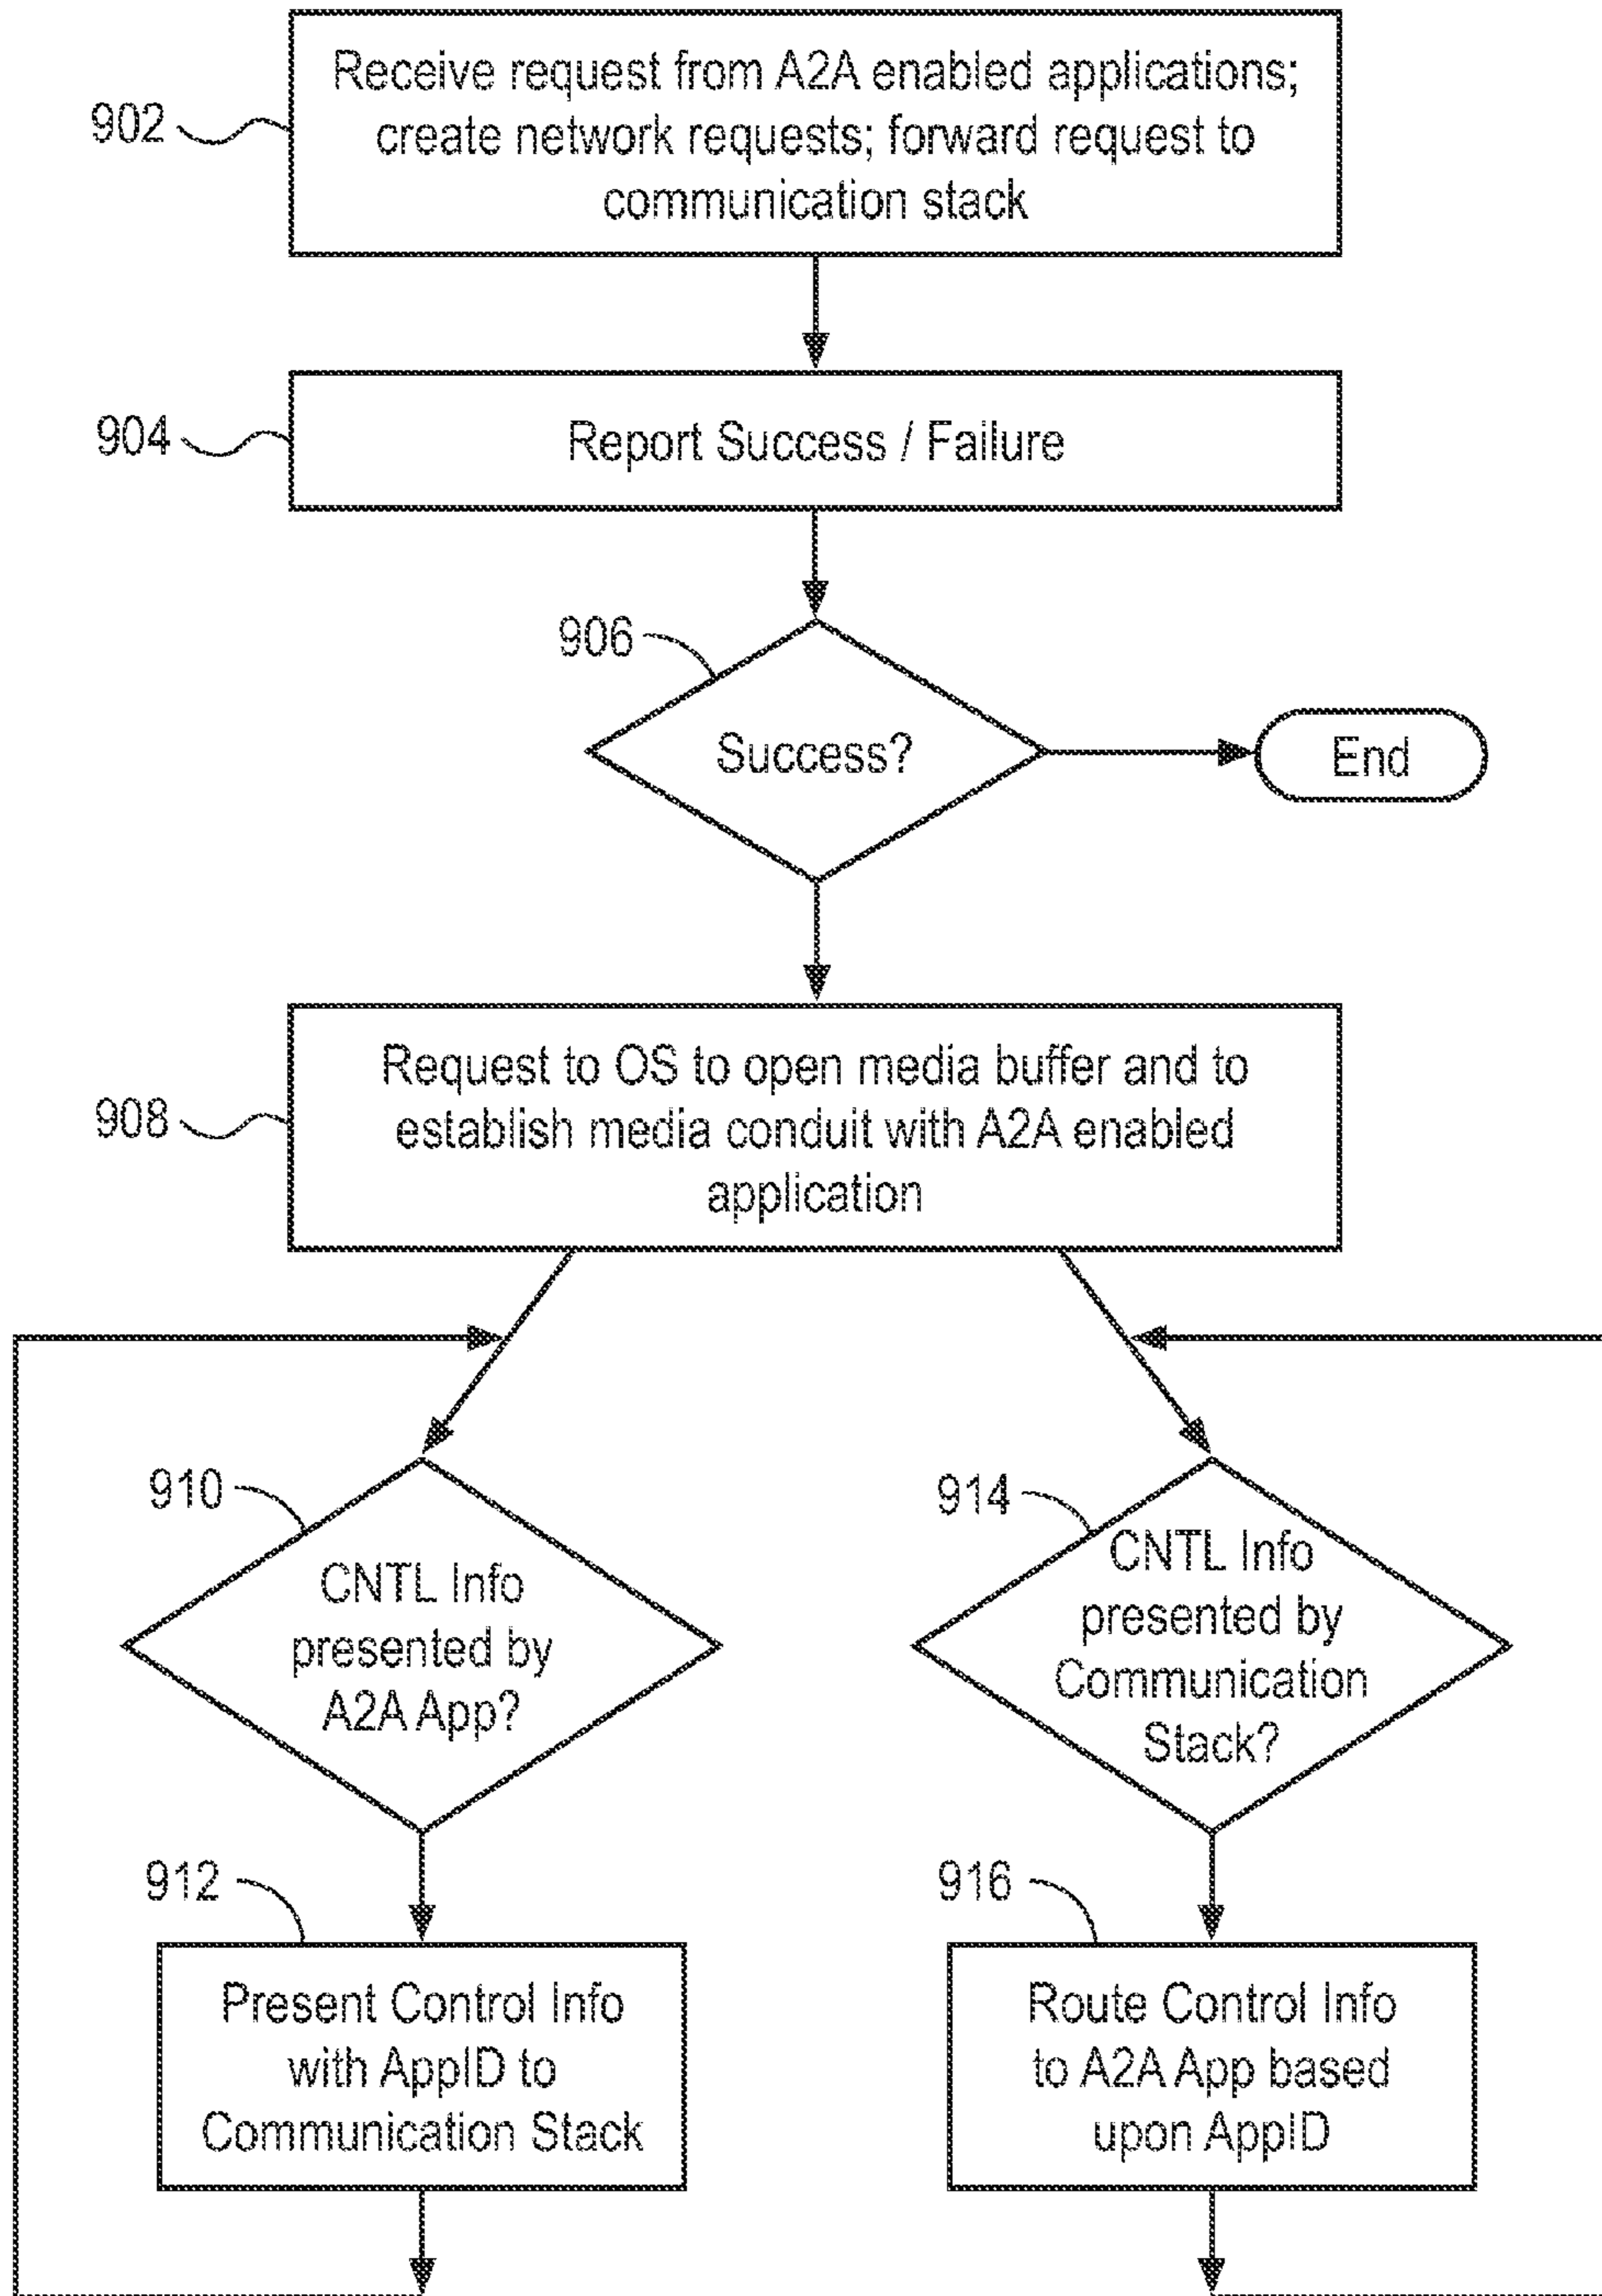 902
Receive request from A2A enabled applications;
create network requests; forward request to
communication stack
904
Report Success / Failure
906
Success?
End
908
Request to OS to open media buffer and to
establish media conduit with A2A enabled
application
910
CNTL Info
presented by
A2A App?
914
CNTL Info
presented by
Communication
Stack?
912
Present Control Info
with AppID to
Communication Stack
916
Route Control Info
to A2A App based
upon AppID